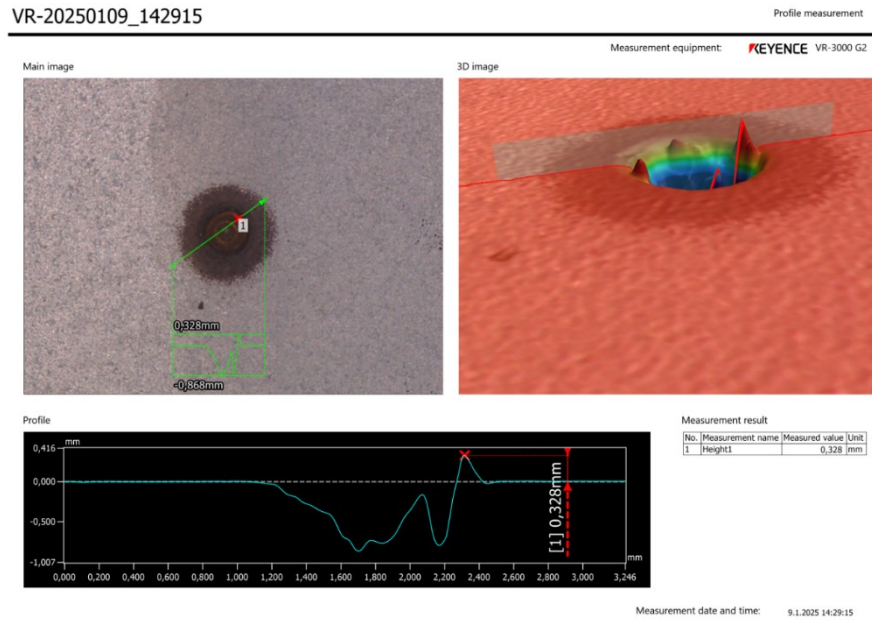 VR-20250109_142915
Profile measurement
Measurement equipment: KEYENCE VR-3000 G2
Main image
3D image
1
0,328mm
-0,868mm
Profile
Measurement result
No. Measurement name Measured value Unit
1 Height1 0,328 mm
mm
0,416
0,000
-0,500
-1,007
[1] 0,328mm
mm
0,000 0,200 0,400 0,600 0,800 1,000 1,200 1,400 1,600 1,800 2,000 2,200 2,400 2,600 2,800 3,000 3,246
Measurement date and time: 9.1.2025 14:29:15